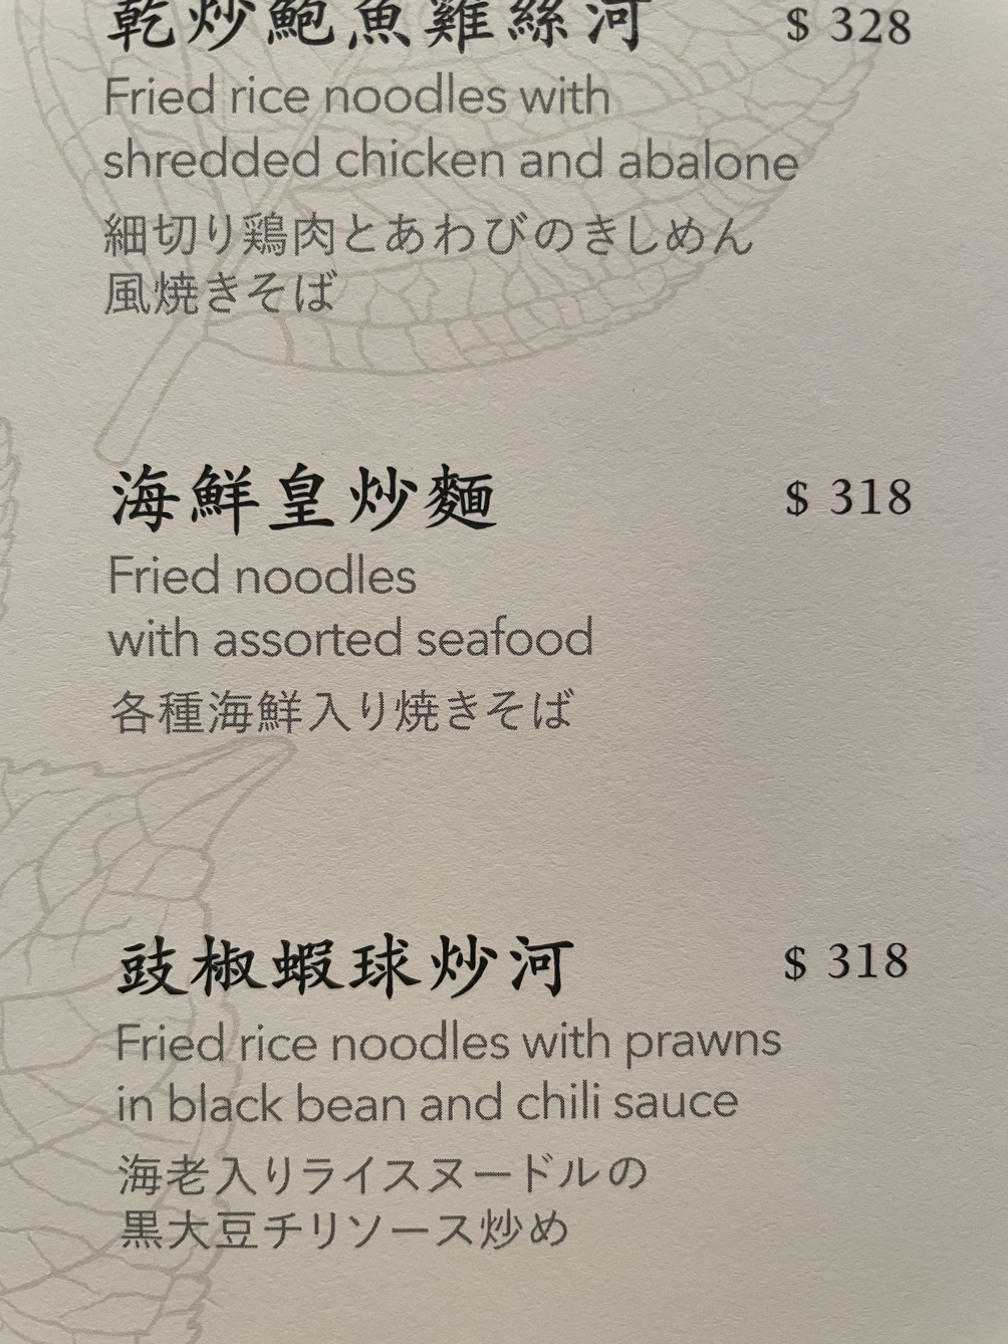 乾炒鮑魚雞絲河 $ 328
Fried rice noodles with
shredded chicken and abalone
細切り鶏肉とあわびのきしめん
風焼きそば
海鮮皇炒麵 $ 318
Fried noodles
with assorted seafood
各種海鮮入り焼きそば
豉椒蝦球炒河 $ 318
Fried rice noodles with prawns
in black bean and chili sauce
海老入りライスヌードルの
黒大豆チリソース炒め